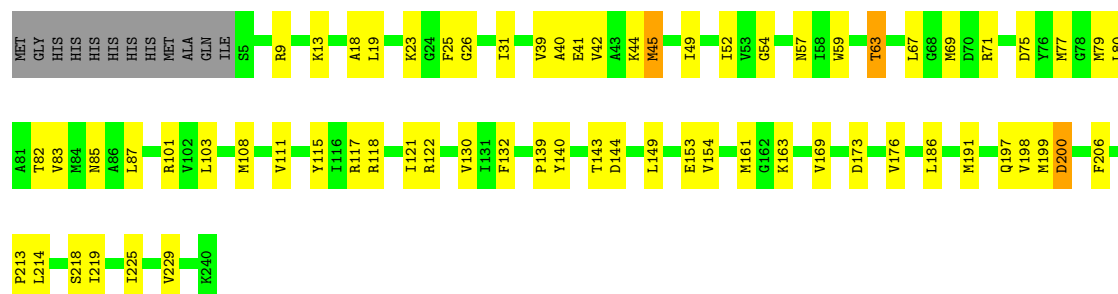 MET GLY HIS HIS HIS HIS HIS HIS MET ALA GLN ILE S5 R9 K13 A18 L19 K23 G24 F25 G26 I31 V39 A40 E41 V42 A43 K44 M45 I49 I52 V53 G54 N57 I58 W59 T63 L67 G68 M69 D70 R71 D75 Y76 M77 G78 M79
A81 T82 V83 M84 N85 A86 L87 R101 V102 L103 M108 V111 Y115 I116 R117 R118 I121 R122 V130 I131 F132 P139 Y140 T143 D144 L149 E153 V154 M161 G162 K163 V169 D173 V176 L186 M191 Q197 V198 M199 D200 F206
P213 L214 S218 I219 I225 V229 K240